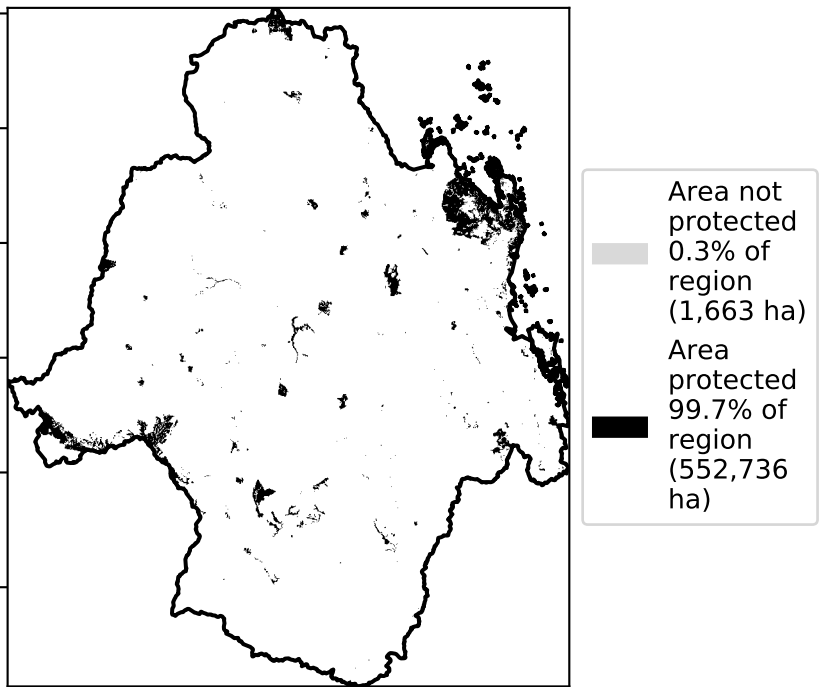 Area not
protected
0.3% of
region
(1,663 ha)
Area
protected
99.7% of
region
(552,736
ha)